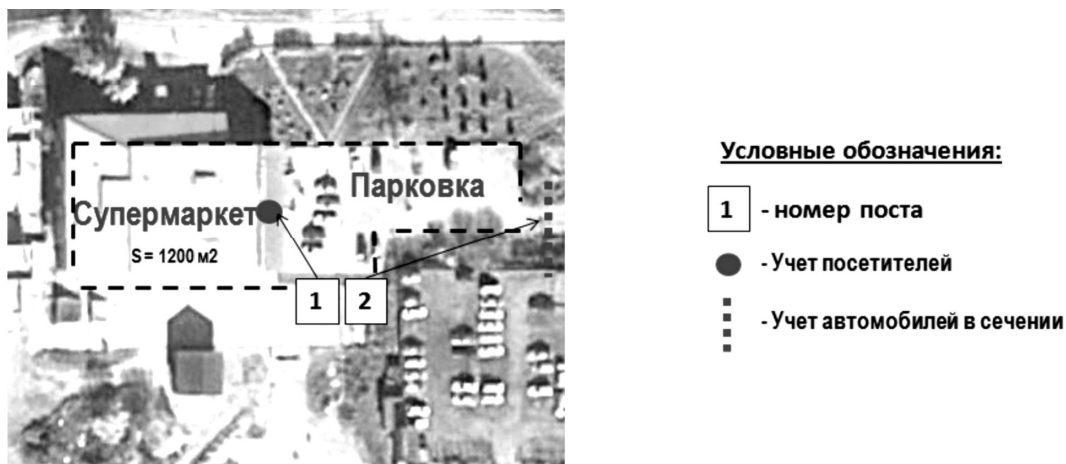 Парковка
Супермаркет
S = 1200 м2
1
2
Условные обозначения:
1 - номер поста
- Учет посетителей
- Учет автомобилей в сечении